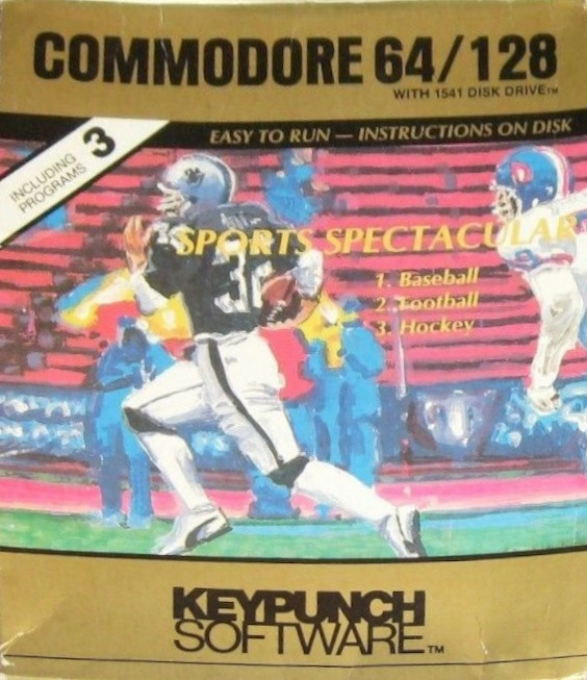 COMMODORE 64/128
WITH 1541 DISK DRIVE™
EASY TO RUN — INSTRUCTIONS ON DISK
INCLUDING 3
PROGRAMS
SPORTS SPECTACULAR
1. Baseball
2. Football
3. Hockey
KEYPUNCH
SOFTWARE™